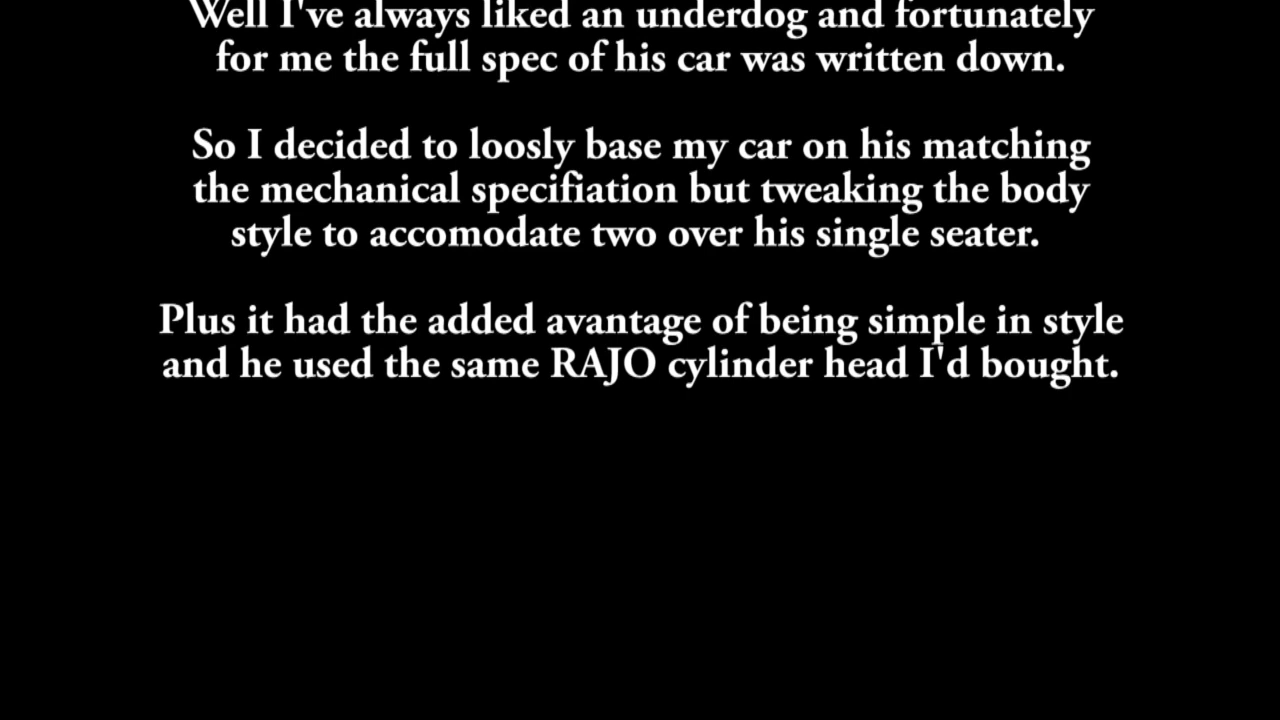 Well I've always liked an underdog and fortunately
for me the full spec of his car was written down.
So I decided to loosly base my car on his matching
the mechanical specifiation but tweaking the body
style to accomodate two over his single seater.
Plus it had the added avantage of being simple in style
and he used the same RAJO cylinder head I'd bought.